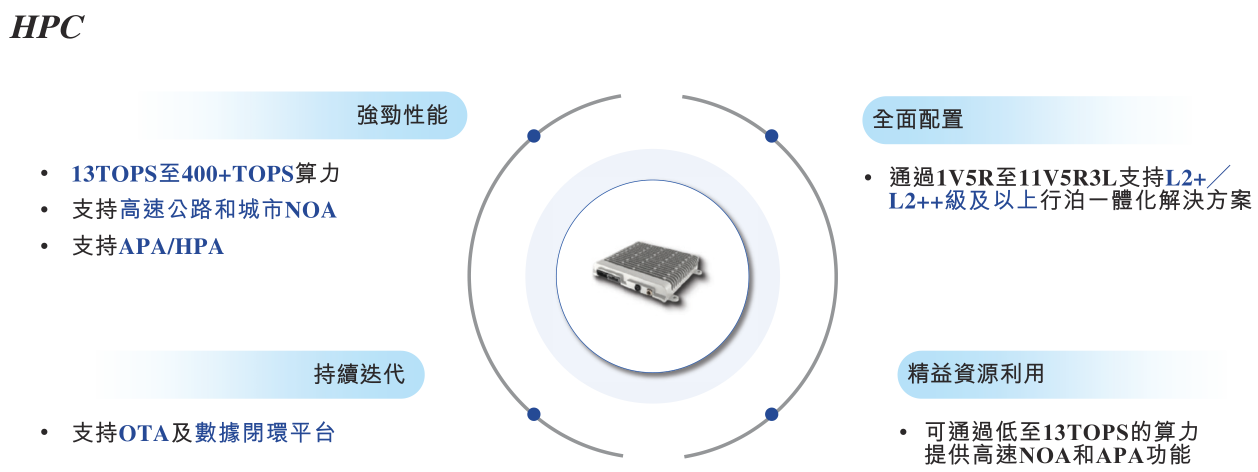 HPC
強勁性能
• 13TOPS至400+TOPS算力
• 支持高速公路和城市NOA
• 支持APA/HPA
全面配置
• 通過1V5R至11V5R3L支持L2+／
L2++級及以上行泊一體化解決方案
持續迭代
• 支持OTA及數據閉環平台
精益資源利用
• 可通過低至13TOPS的算力
提供高速NOA和APA功能